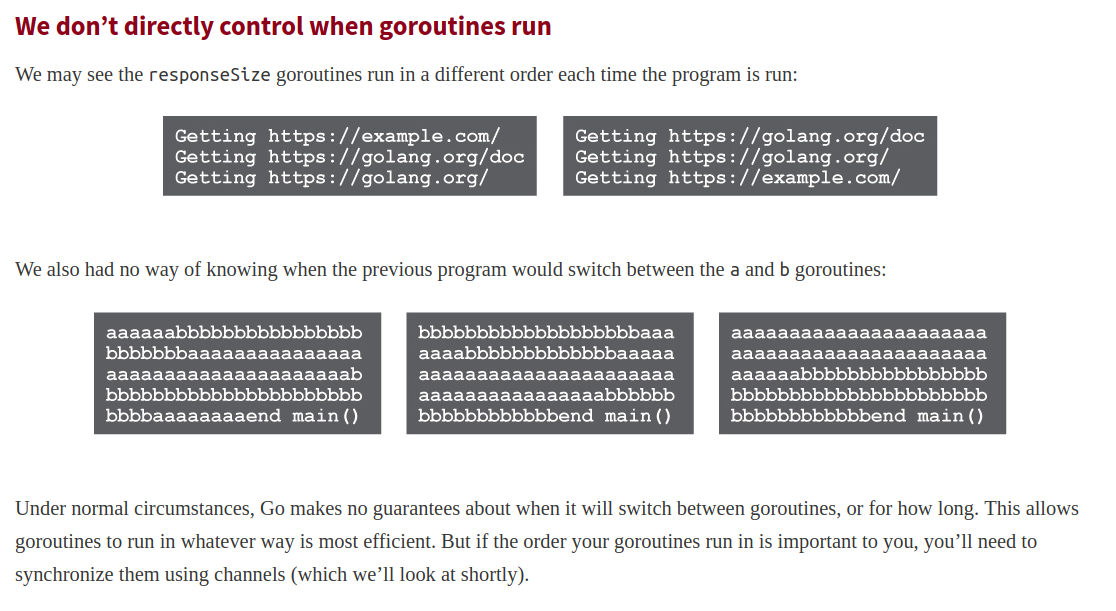 We don’t directly control when goroutines run
We may see the responseSize goroutines run in a different order each time the program is run:
Getting https://example.com/
Getting https://golang.org/doc
Getting https://golang.org/
Getting https://golang.org/doc
Getting https://golang.org/
Getting https://example.com/
We also had no way of knowing when the previous program would switch between the a and b goroutines:
aaaaaabbbbbbbbbbbbbbbb
bbbbbbbaaaaaaaaaaaaaaa
aaaaaaaaaaaaaaaaaaaaab
bbbbbbbbbbbbbbbbbbbbbb
bbbbaaaaaaaaend main()
bbbbbbbbbbbbbbbbbbbaaa
aaaabbbbbbbbbbbbbaaaaa
aaaaaaaaaaaaaaaaaaaaaa
aaaaaaaaaaaaaaaabbbbbb
bbbbbbbbbbbbend main()
aaaaaaaaaaaaaaaaaaaaaa
aaaaaaaaaaaaaaaaaaaaaa
aaaaaabbbbbbbbbbbbbbbb
bbbbbbbbbbbbbbbbbbbbbb
bbbbbbbbbbbbend main()
Under normal circumstances, Go makes no guarantees about when it will switch between goroutines, or for how long. This allows
goroutines to run in whatever way is most efficient. But if the order your goroutines run in is important to you, you’ll need to
synchronize them using channels (which we’ll look at shortly).